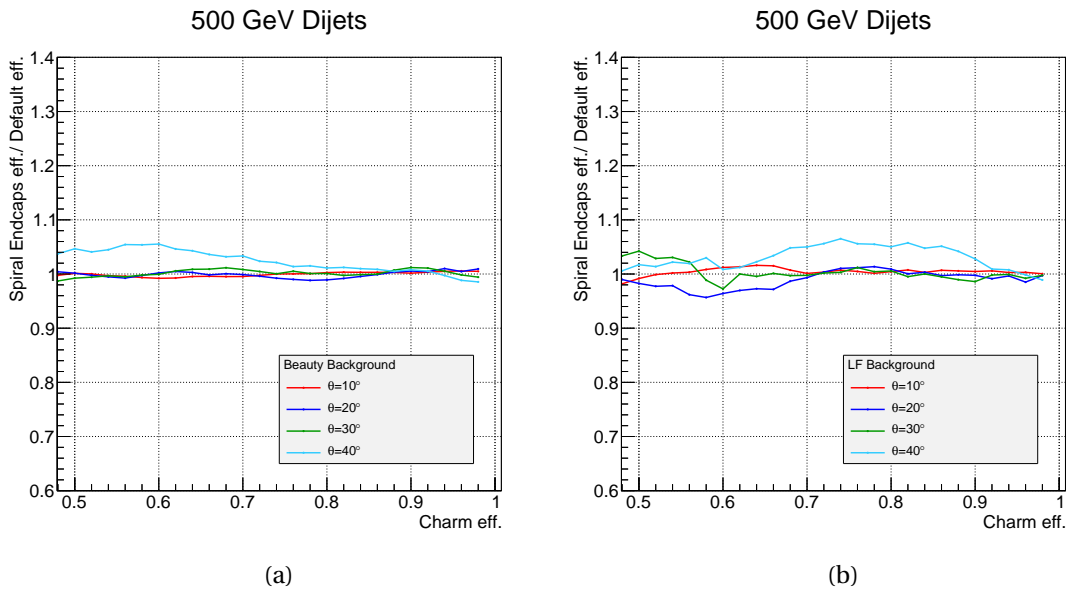 500 GeV Dijets
Spiral Endcaps eff./ Default eff.
1.4
1.3
1.2
1.1
1
0.9
0.8
0.7
0.6
Beauty Background
θ=10°
θ=20°
θ=30°
θ=40°
0.5 0.6 0.7 0.8 0.9 1
Charm eff.
(a)
500 GeV Dijets
Spiral Endcaps eff./ Default eff.
1.4
1.3
1.2
1.1
1
0.9
0.8
0.7
0.6
LF Background
θ=10°
θ=20°
θ=30°
θ=40°
0.5 0.6 0.7 0.8 0.9 1
Charm eff.
(b)